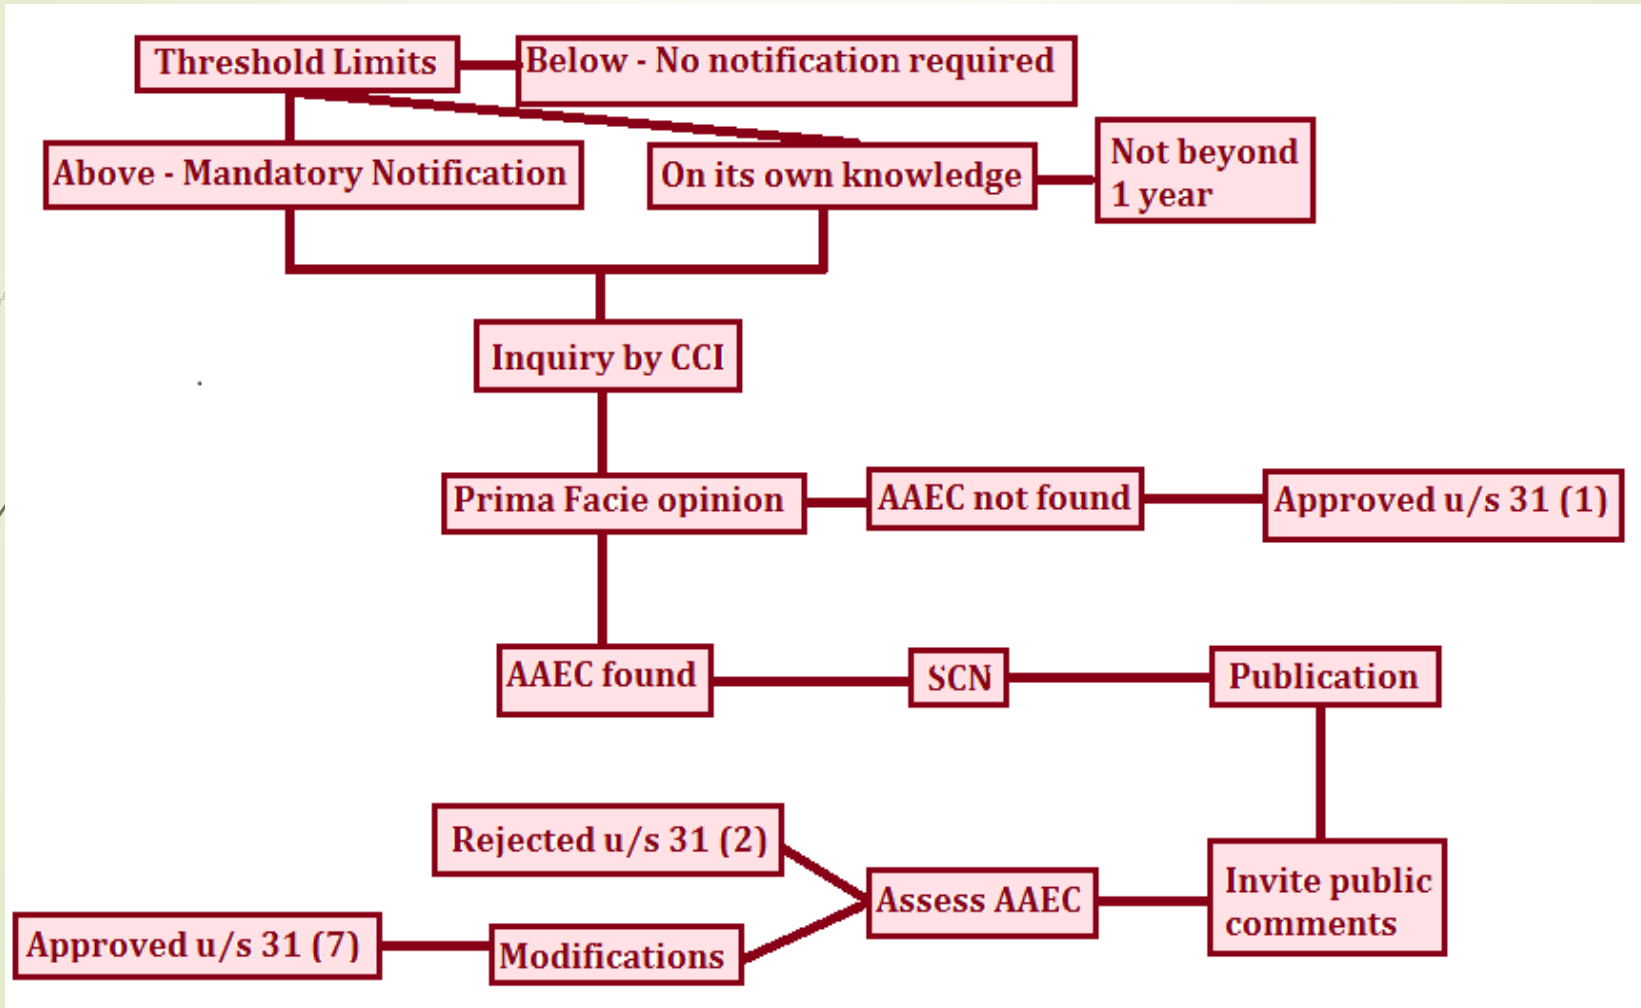 Threshold Limits
Below - No notification required
Above - Mandatory Notification
On its own knowledge
Not beyond
1 year
Inquiry by CCI
Prima Facie opinion
AAEC not found
Approved u/s 31 (1)
AAEC found
SCN
Publication
Rejected u/s 31 (2)
Assess AAEC
Invite public
comments
Approved u/s 31 (7)
Modifications